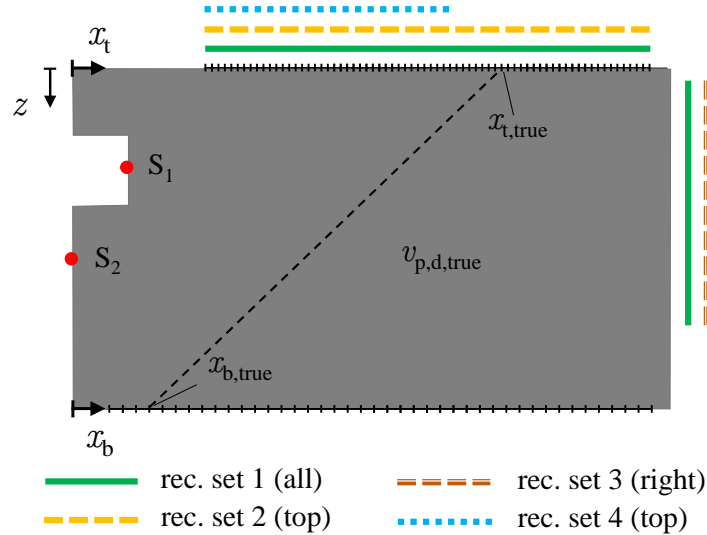 x_t
z
x_t,true
S_1
v_p,d,true
S_2
x_b,true
x_b
rec. set 1 (all)
rec. set 3 (right)
rec. set 2 (top)
rec. set 4 (top)